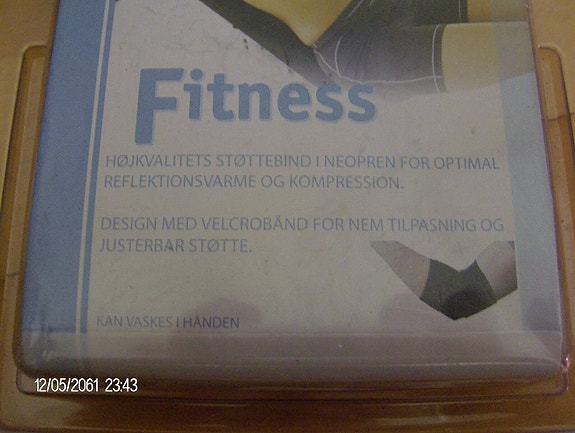 Fitness
HØJKVALITETS STØTTEBIND I NEOPREN FOR OPTIMAL
REFLEKTIONSVARME OG KOMPRESSION.
DESIGN MED VELCROBÅND FOR NEM TILPASNING OG
JUSTERBAR STØTTE.
KAN VASKES I HÅNDEN
12/05/2061 23:43